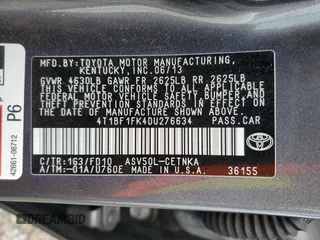 MFD. BY:
TOYOTA MOTOR MANUFACTURING,
KENTUCKY, INC. 06/13
GVWR 4630LB GAWR FR 2625LB RR 2625LB
THIS VEHICLE CONFORMS TO ALL APPLICABLE
FEDERAL MOTOR VEHICLE SAFETY, BUMPER, AND
THEFT PREVENTION STANDARDS IN EFFECT ON
THE DATE OF MANUFACTURE SHOWN ABOVE.
4T1BF1FK4DU276634 PASS.CAR
C/TR:1G3/FD10 ASV50L-CETNKA
A/TM:-01A/U760E
MADE IN U.S.A.
36155
TOYOTA
P6
42661-06712